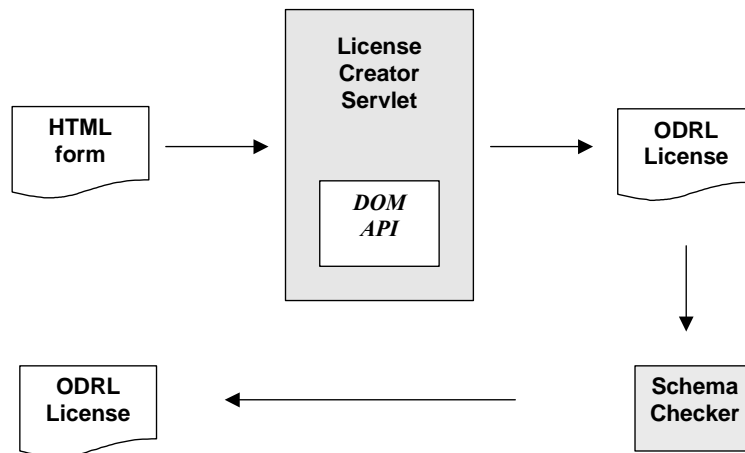 License
Creator
Servlet
HTML
form
ODRL
License
DOM
API
ODRL
License
Schema
Checker